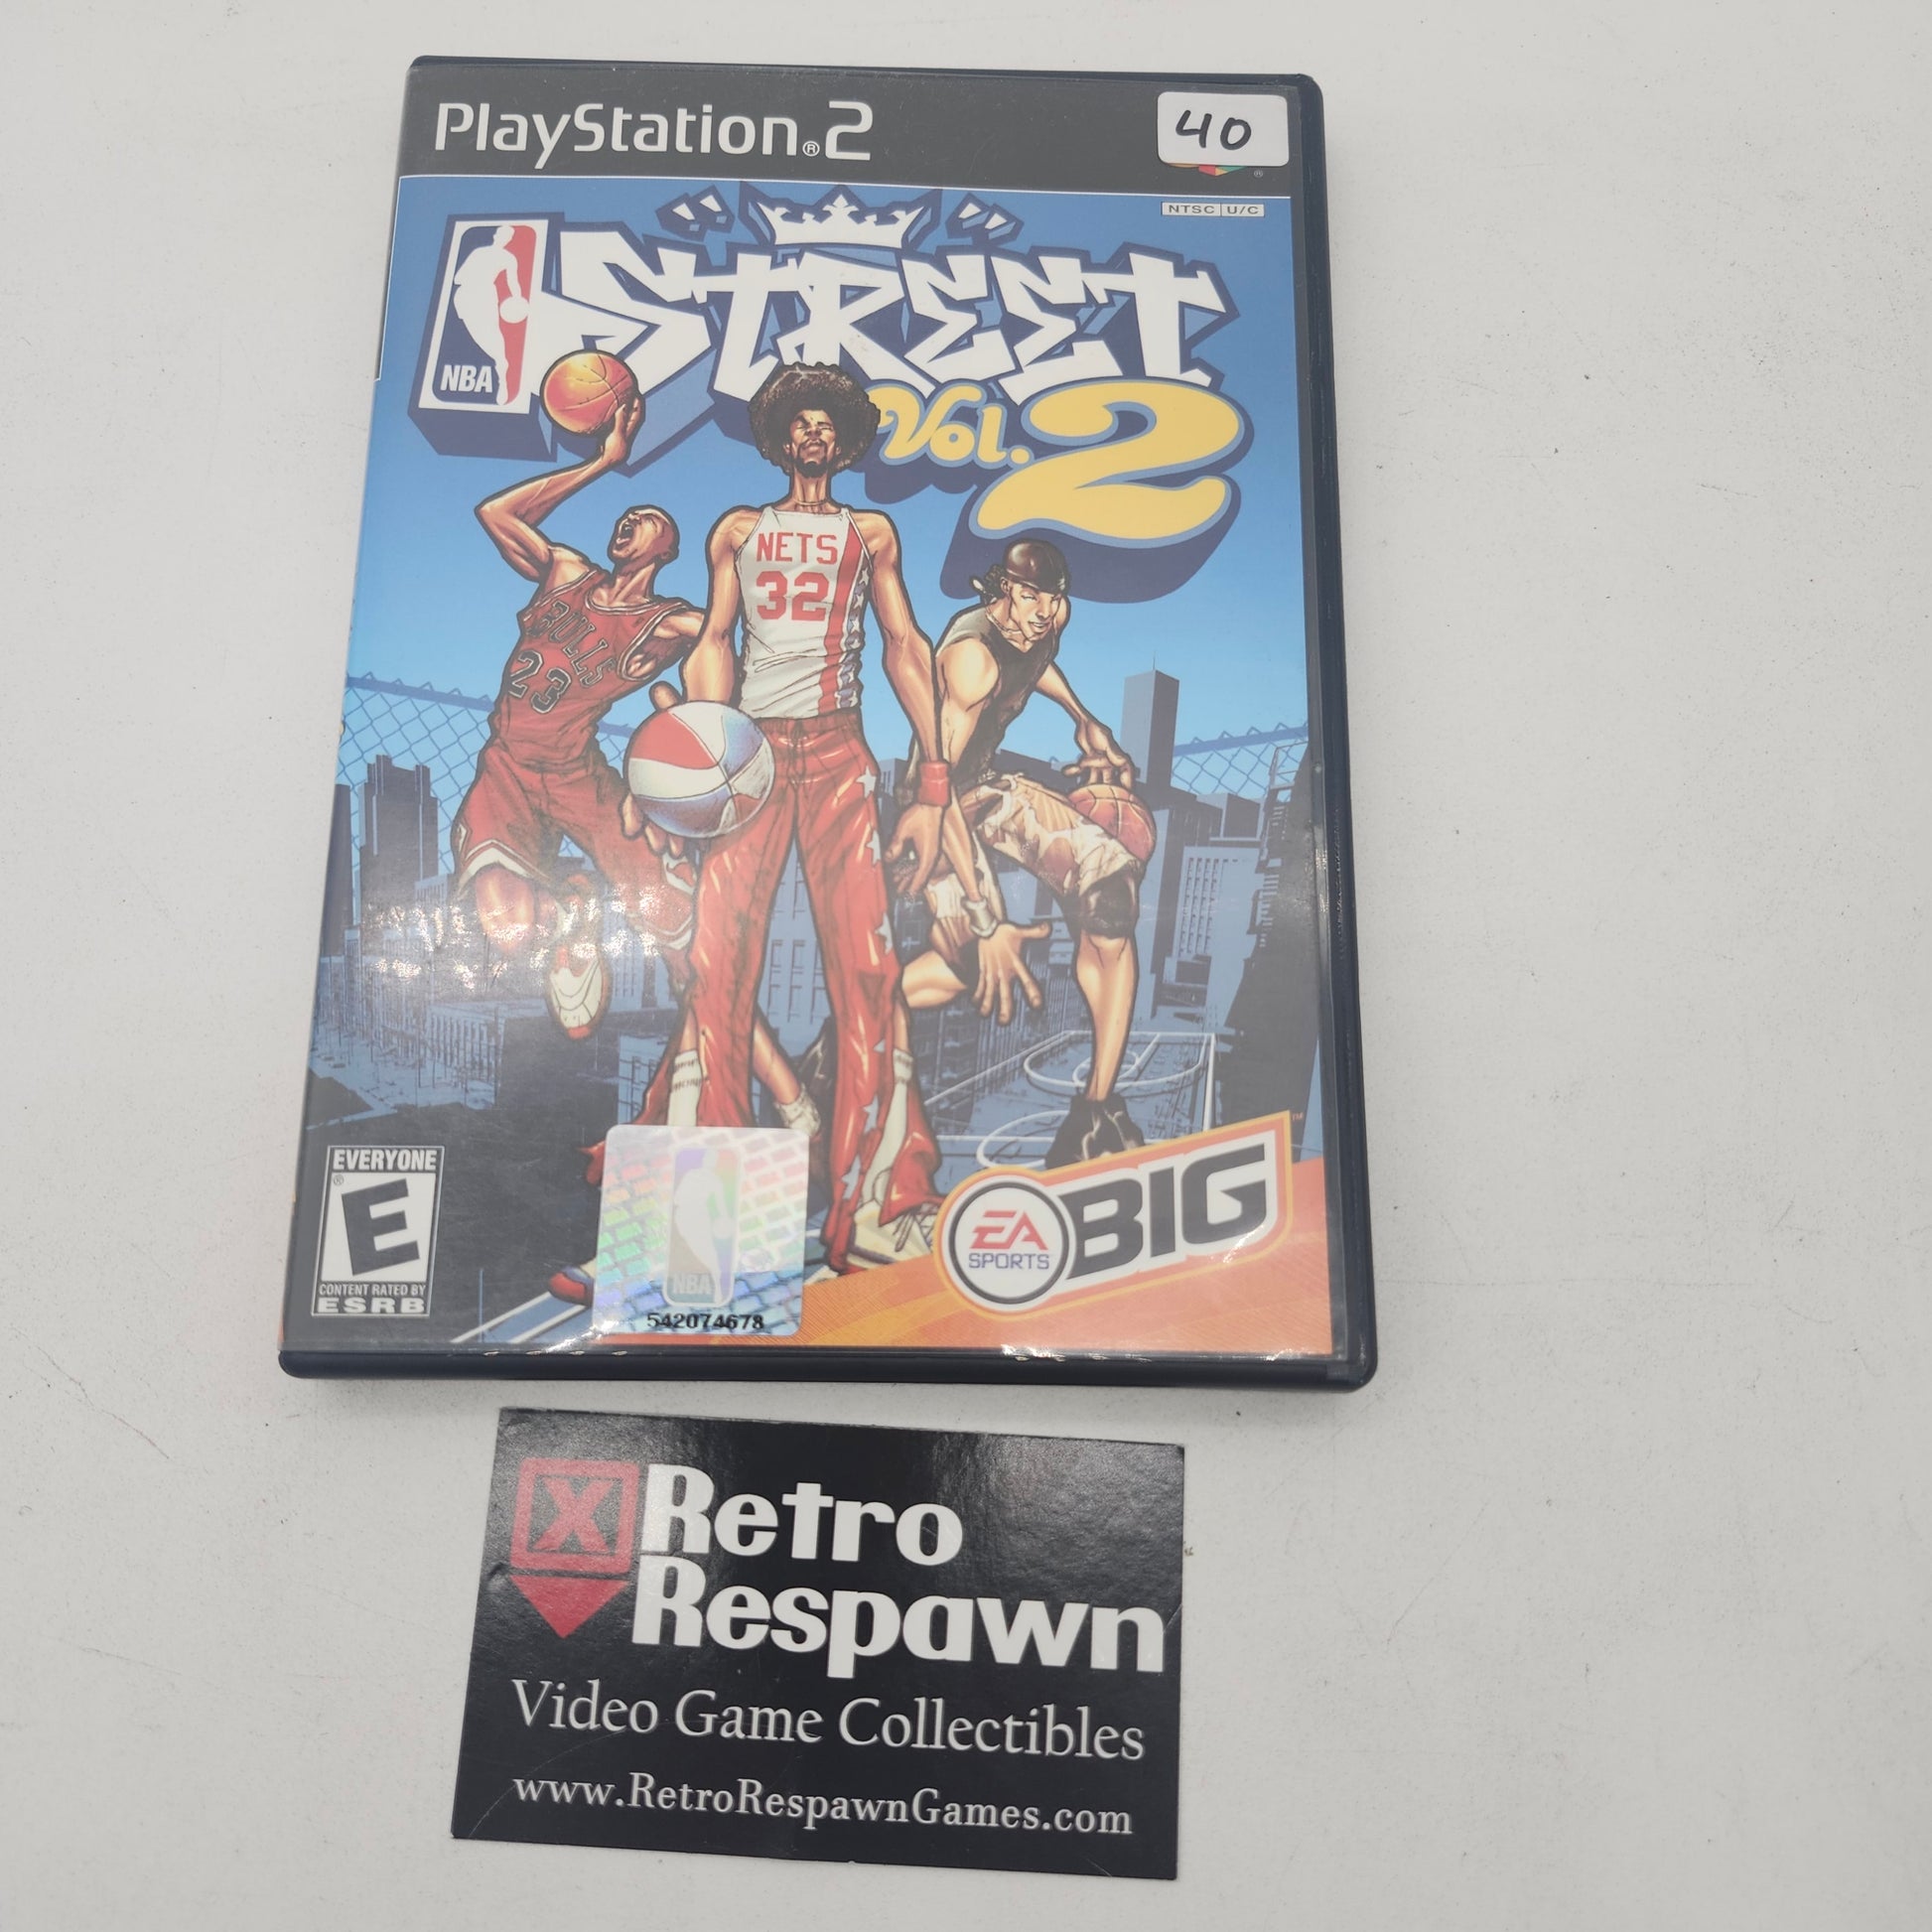 PlayStation®2
40
®
NTSC U/C
NBA
STREET
Vol. 2
NETS
32
BULLS
23
EVERYONE
®
E
CONTENT RATED BY
ESRB
NBA
542074678
EA
SPORTS
BIG
™
X
Retro
Respawn
Video Game Collectibles
www.RetroRespawnGames.com